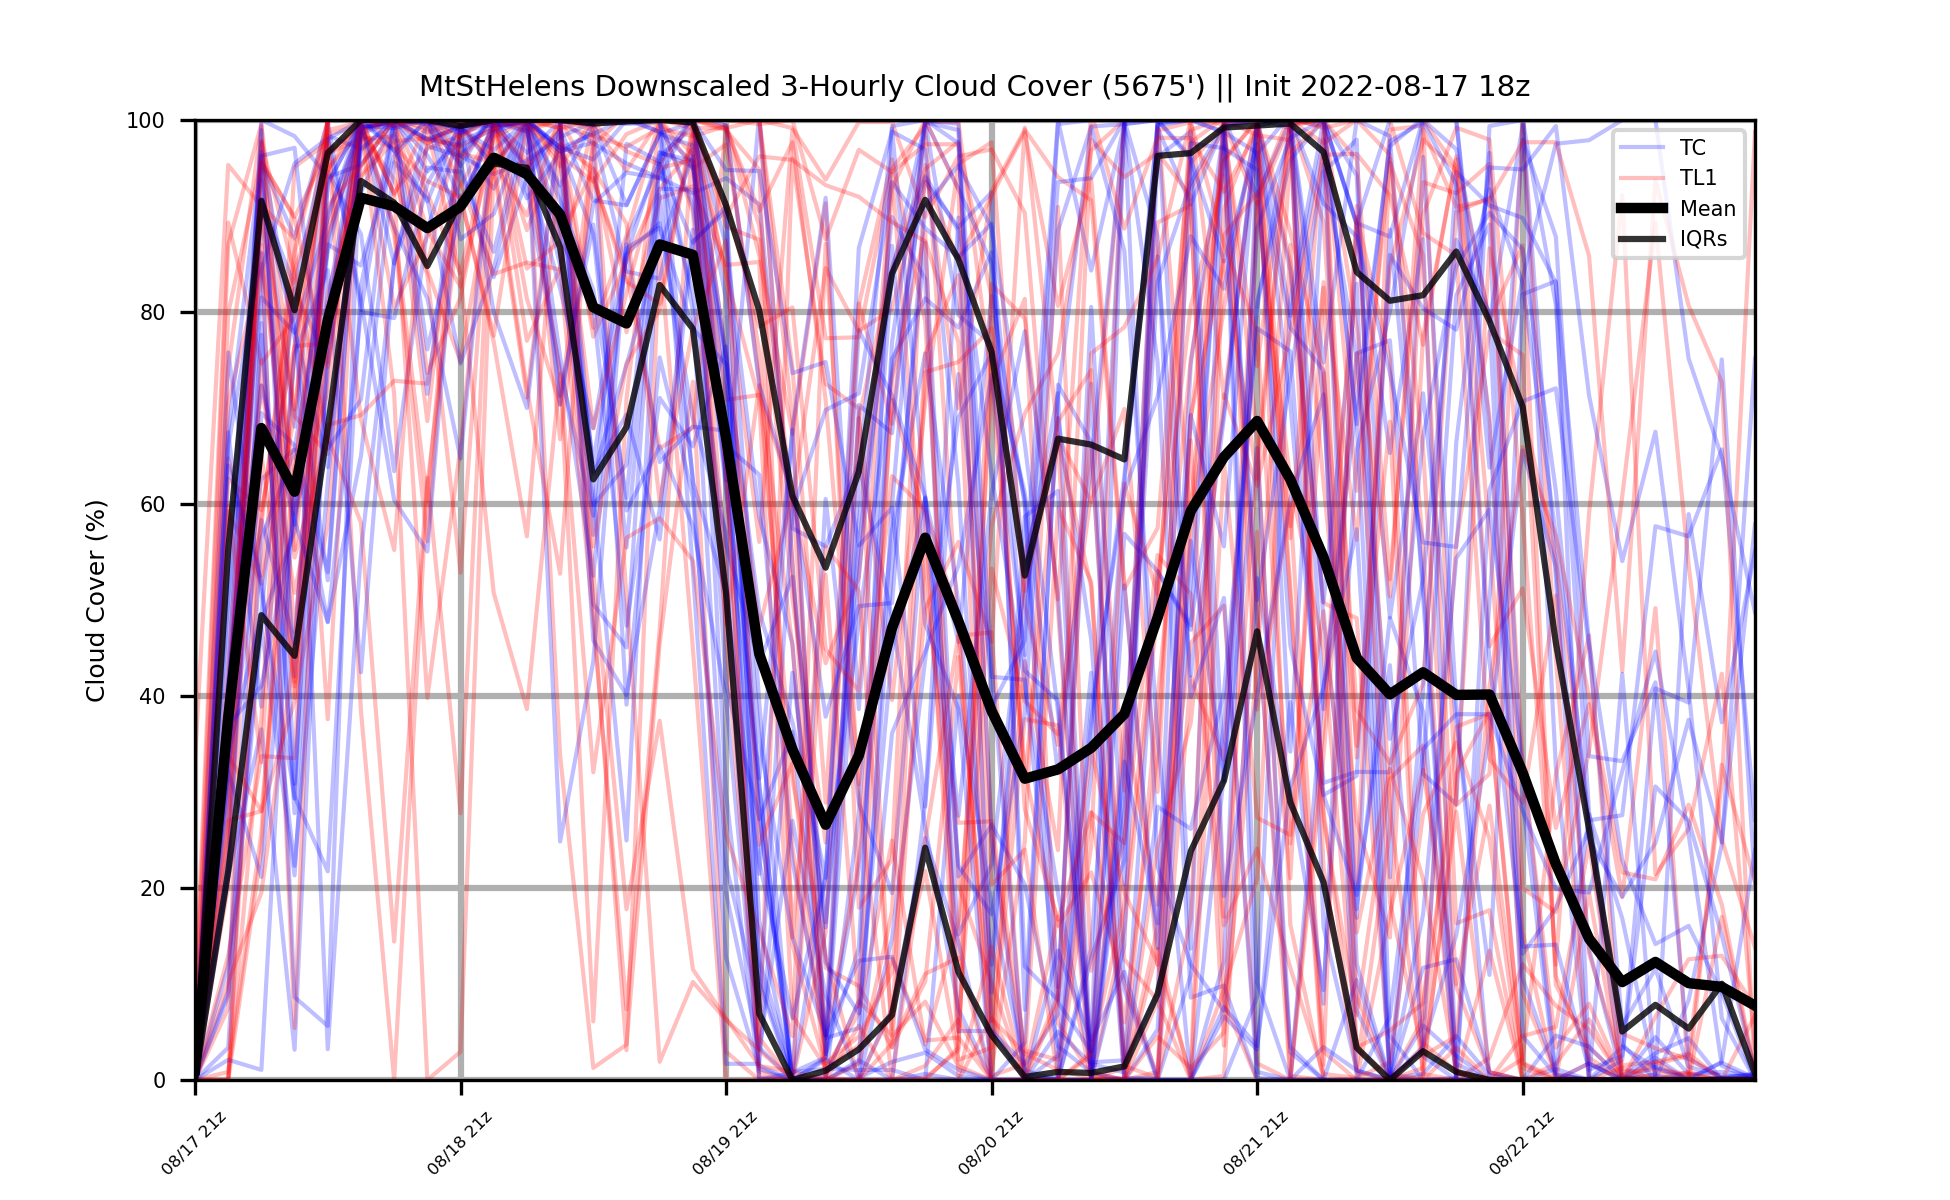 MtStHelens Downscaled 3-Hourly Cloud Cover (5675') || Init 2022-08-17 18z
100
80
60
40
20
0
Cloud Cover (%)
TC
TL1
Mean
IQRs
08/17 21z
08/18 21z
08/19 21z
08/20 21z
08/21 21z
08/22 21z